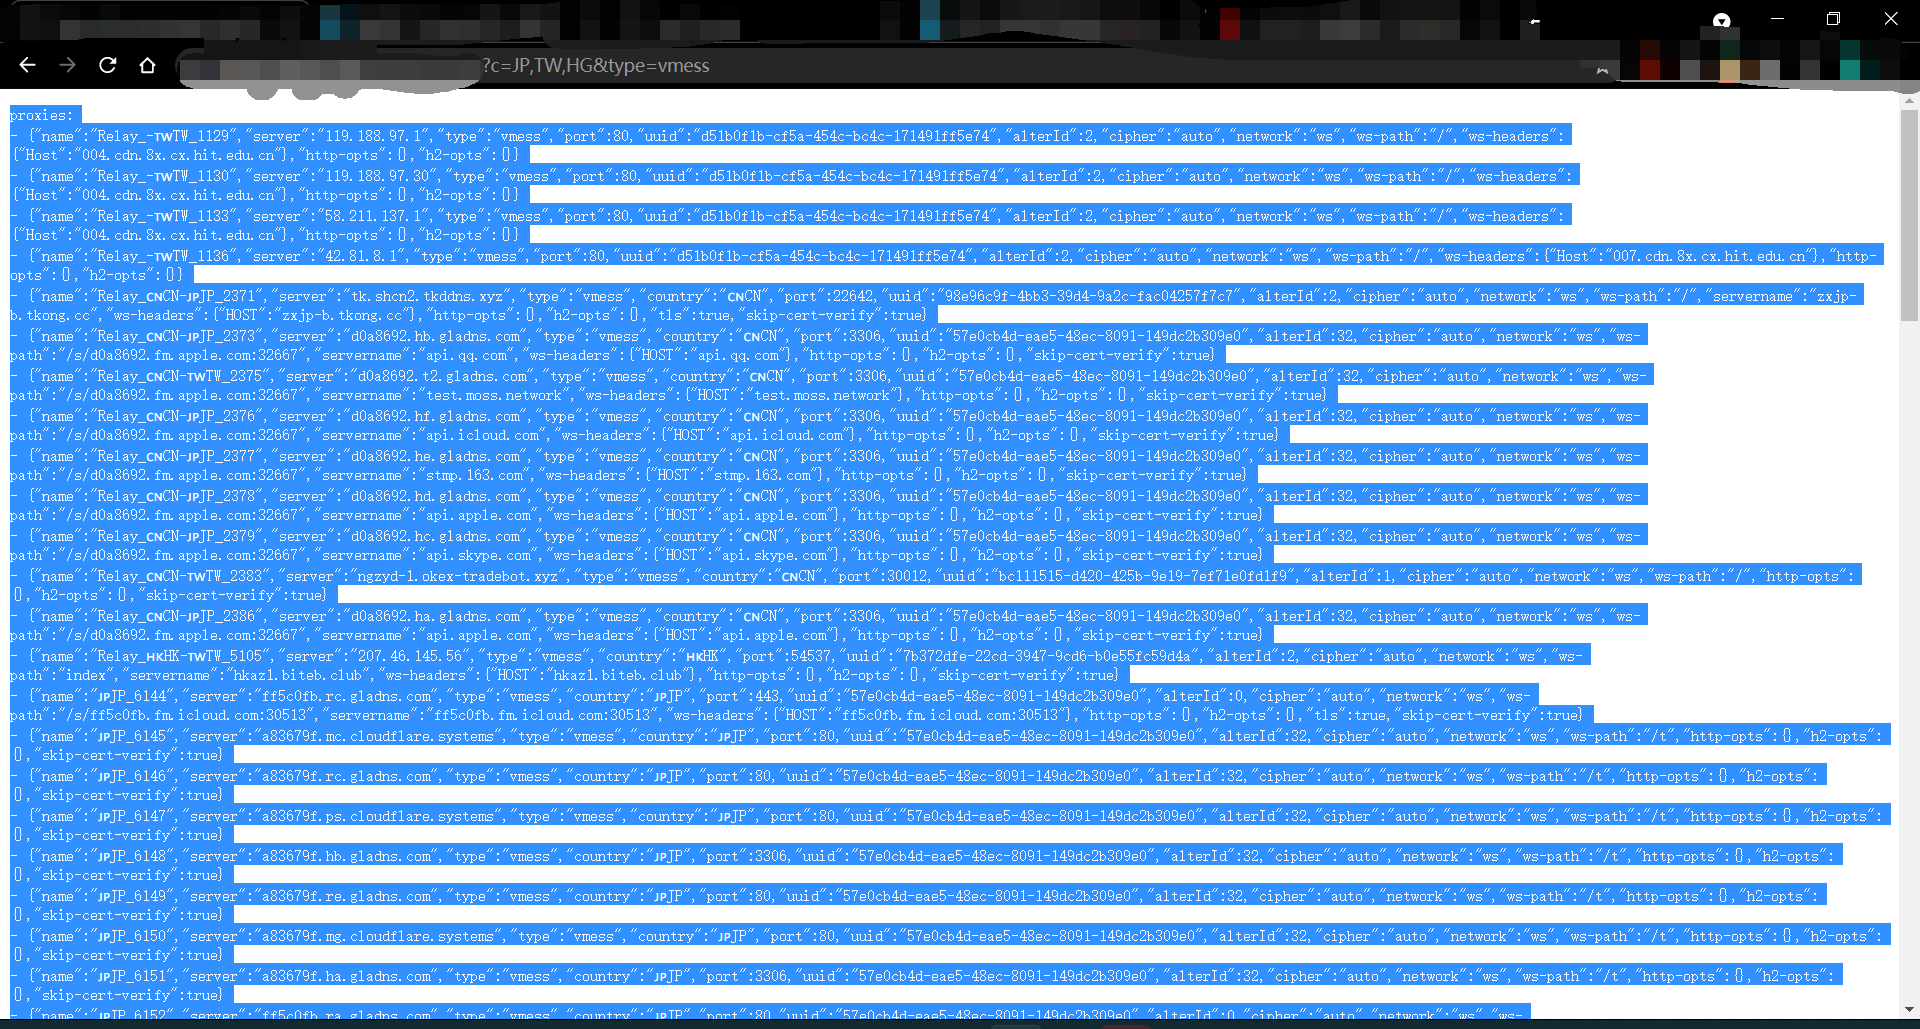 ?c=JP,TW,HG&type=vmess
proxies:
- {"name":"Relay_-TWTW_1129","server":"119.188.97.1","type":"vmess","port":80,"uuid":"d51b0f1b-cf5a-454c-bc4c-171491ff5e74","alterId":2,"cipher":"auto","network":"ws","ws-path":"/","ws-headers":
{"Host":"004.cdn.8x.cx.hit.edu.cn"},"http-opts":{},"h2-opts":{}}
- {"name":"Relay_-TWTW_1130","server":"119.188.97.30","type":"vmess","port":80,"uuid":"d51b0f1b-cf5a-454c-bc4c-171491ff5e74","alterId":2,"cipher":"auto","network":"ws","ws-path":"/","ws-headers":
{"Host":"004.cdn.8x.cx.hit.edu.cn"},"http-opts":{},"h2-opts":{}}
- {"name":"Relay_-TWTW_1133","server":"58.211.137.1","type":"vmess","port":80,"uuid":"d51b0f1b-cf5a-454c-bc4c-171491ff5e74","alterId":2,"cipher":"auto","network":"ws","ws-path":"/","ws-headers":
{"Host":"004.cdn.8x.cx.hit.edu.cn"},"http-opts":{},"h2-opts":{}}
- {"name":"Relay_-TWTW_1136","server":"42.81.8.1","type":"vmess","port":80,"uuid":"d51b0f1b-cf5a-454c-bc4c-171491ff5e74","alterId":2,"cipher":"auto","network":"ws","ws-path":"/","ws-headers":{"Host":"007.cdn.8x.cx.hit.edu.cn"},"http-
opts":{},"h2-opts":{}}
- {"name":"Relay_CNCN-JPJP_2371","server":"tk.shcn2.tkddns.xyz","type":"vmess","country":"CNCN","port":22642,"uuid":"98e96c9f-4bb3-39d4-9a2c-fac04257f7c7","alterId":2,"cipher":"auto","network":"ws","ws-path":"/","servername":"zxjp-
b.tkong.cc","ws-headers":{"HOST":"zxjp-b.tkong.cc"},"http-opts":{},"h2-opts":{},"tls":true,"skip-cert-verify":true}
- {"name":"Relay_CNCN-JPJP_2373","server":"d0a8692.hb.gladns.com","type":"vmess","country":"CNCN","port":3306,"uuid":"57e0cb4d-eae5-48ec-8091-149dc2b309e0","alterId":32,"cipher":"auto","network":"ws","ws-
path":"/s/d0a8692.fm.apple.com:32667","servername":"api.qq.com","ws-headers":{"HOST":"api.qq.com"},"http-opts":{},"h2-opts":{},"skip-cert-verify":true}
- {"name":"Relay_CNCN-TWTW_2375","server":"d0a8692.t2.gladns.com","type":"vmess","country":"CNCN","port":3306,"uuid":"57e0cb4d-eae5-48ec-8091-149dc2b309e0","alterId":32,"cipher":"auto","network":"ws","ws-
path":"/s/d0a8692.fm.apple.com:32667","servername":"test.moss.network","ws-headers":{"HOST":"test.moss.network"},"http-opts":{},"h2-opts":{},"skip-cert-verify":true}
- {"name":"Relay_CNCN-JPJP_2376","server":"d0a8692.hf.gladns.com","type":"vmess","country":"CNCN","port":3306,"uuid":"57e0cb4d-eae5-48ec-8091-149dc2b309e0","alterId":32,"cipher":"auto","network":"ws","ws-
path":"/s/d0a8692.fm.apple.com:32667","servername":"api.icloud.com","ws-headers":{"HOST":"api.icloud.com"},"http-opts":{},"h2-opts":{},"skip-cert-verify":true}
- {"name":"Relay_CNCN-JPJP_2377","server":"d0a8692.he.gladns.com","type":"vmess","country":"CNCN","port":3306,"uuid":"57e0cb4d-eae5-48ec-8091-149dc2b309e0","alterId":32,"cipher":"auto","network":"ws","ws-
path":"/s/d0a8692.fm.apple.com:32667","servername":"stmp.163.com","ws-headers":{"HOST":"stmp.163.com"},"http-opts":{},"h2-opts":{},"skip-cert-verify":true}
- {"name":"Relay_CNCN-JPJP_2378","server":"d0a8692.hd.gladns.com","type":"vmess","country":"CNCN","port":3306,"uuid":"57e0cb4d-eae5-48ec-8091-149dc2b309e0","alterId":32,"cipher":"auto","network":"ws","ws-
path":"/s/d0a8692.fm.apple.com:32667","servername":"api.apple.com","ws-headers":{"HOST":"api.apple.com"},"http-opts":{},"h2-opts":{},"skip-cert-verify":true}
- {"name":"Relay_CNCN-JPJP_2379","server":"d0a8692.hc.gladns.com","type":"vmess","country":"CNCN","port":3306,"uuid":"57e0cb4d-eae5-48ec-8091-149dc2b309e0","alterId":32,"cipher":"auto","network":"ws","ws-
path":"/s/d0a8692.fm.apple.com:32667","servername":"api.skype.com","ws-headers":{"HOST":"api.skype.com"},"http-opts":{},"h2-opts":{},"skip-cert-verify":true}
- {"name":"Relay_CNCN-TWTW_2383","server":"ngzyd-1.okex-tradebot.xyz","type":"vmess","country":"CNCN","port":30012,"uuid":"bc111515-d420-425b-9e19-7ef71e0fd1f9","alterId":1,"cipher":"auto","network":"ws","ws-path":"/","http-opts":
{},"h2-opts":{},"skip-cert-verify":true}
- {"name":"Relay_CNCN-JPJP_2386","server":"d0a8692.ha.gladns.com","type":"vmess","country":"CNCN","port":3306,"uuid":"57e0cb4d-eae5-48ec-8091-149dc2b309e0","alterId":32,"cipher":"auto","network":"ws","ws-
path":"/s/d0a8692.fm.apple.com:32667","servername":"api.apple.com","ws-headers":{"HOST":"api.apple.com"},"http-opts":{},"h2-opts":{},"skip-cert-verify":true}
- {"name":"Relay_HKHK-TWTW_5105","server":"207.46.145.56","type":"vmess","country":"HKHK","port":54537,"uuid":"7b372dfe-22cd-3947-9cd6-b0e55fc59d4a","alterId":2,"cipher":"auto","network":"ws","ws-
path":"index","servername":"hkaz1.biteb.club","ws-headers":{"HOST":"hkaz1.biteb.club"},"http-opts":{},"h2-opts":{},"skip-cert-verify":true}
- {"name":"JPJP_6144","server":"ff5c0fb.rc.gladns.com","type":"vmess","country":"JPJP","port":443,"uuid":"57e0cb4d-eae5-48ec-8091-149dc2b309e0","alterId":0,"cipher":"auto","network":"ws","ws-
path":"/s/ff5c0fb.fm.icloud.com:30513","servername":"ff5c0fb.fm.icloud.com:30513","ws-headers":{"HOST":"ff5c0fb.fm.icloud.com:30513"},"http-opts":{},"h2-opts":{},"tls":true,"skip-cert-verify":true}
- {"name":"JPJP_6145","server":"a83679f.mc.cloudflare.systems","type":"vmess","country":"JPJP","port":80,"uuid":"57e0cb4d-eae5-48ec-8091-149dc2b309e0","alterId":32,"cipher":"auto","network":"ws","ws-path":"/t","http-opts":{},"h2-opts":
{},"skip-cert-verify":true}
- {"name":"JPJP_6146","server":"a83679f.rc.gladns.com","type":"vmess","country":"JPJP","port":80,"uuid":"57e0cb4d-eae5-48ec-8091-149dc2b309e0","alterId":32,"cipher":"auto","network":"ws","ws-path":"/t","http-opts":{},"h2-opts":
{},"skip-cert-verify":true}
- {"name":"JPJP_6147","server":"a83679f.ps.cloudflare.systems","type":"vmess","country":"JPJP","port":80,"uuid":"57e0cb4d-eae5-48ec-8091-149dc2b309e0","alterId":32,"cipher":"auto","network":"ws","ws-path":"/t","http-opts":{},"h2-opts":
{},"skip-cert-verify":true}
- {"name":"JPJP_6148","server":"a83679f.hb.gladns.com","type":"vmess","country":"JPJP","port":3306,"uuid":"57e0cb4d-eae5-48ec-8091-149dc2b309e0","alterId":32,"cipher":"auto","network":"ws","ws-path":"/t","http-opts":{},"h2-opts":
{},"skip-cert-verify":true}
- {"name":"JPJP_6149","server":"a83679f.re.gladns.com","type":"vmess","country":"JPJP","port":80,"uuid":"57e0cb4d-eae5-48ec-8091-149dc2b309e0","alterId":32,"cipher":"auto","network":"ws","ws-path":"/t","http-opts":{},"h2-opts":
{},"skip-cert-verify":true}
- {"name":"JPJP_6150","server":"a83679f.mg.cloudflare.systems","type":"vmess","country":"JPJP","port":80,"uuid":"57e0cb4d-eae5-48ec-8091-149dc2b309e0","alterId":32,"cipher":"auto","network":"ws","ws-path":"/t","http-opts":{},"h2-opts":
{},"skip-cert-verify":true}
- {"name":"JPJP_6151","server":"a83679f.ha.gladns.com","type":"vmess","country":"JPJP","port":3306,"uuid":"57e0cb4d-eae5-48ec-8091-149dc2b309e0","alterId":32,"cipher":"auto","network":"ws","ws-path":"/t","http-opts":{},"h2-opts":
{},"skip-cert-verify":true}
- {"name":"JPJP_6152","server":"ff5c0fb.ra.gladns.com","type":"vmess","country":"JPJP","port":80,"uuid":"57e0cb4d-eae5-48ec-8091-149dc2b309e0","alterId":0,"cipher":"auto","network":"ws","ws-